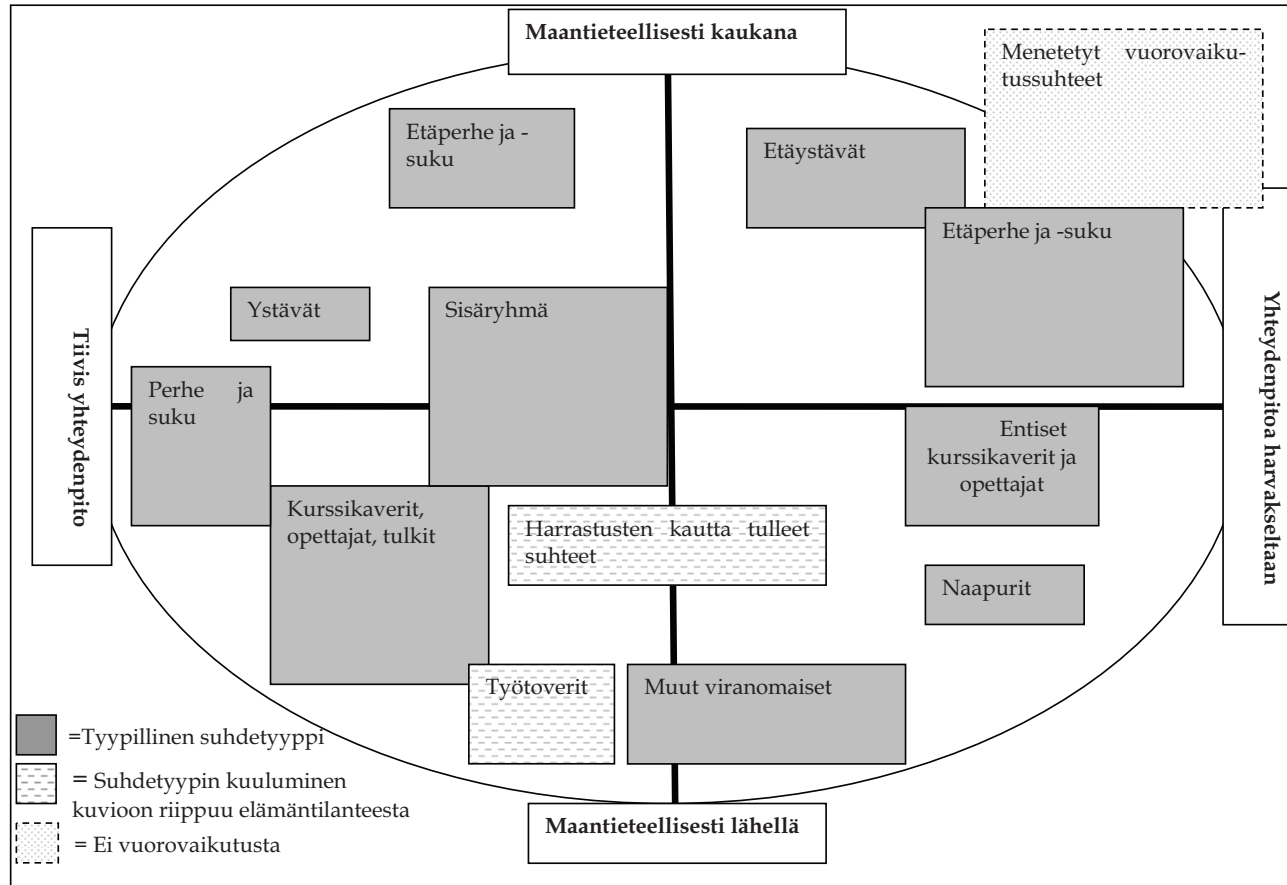 Maantieteellisesti kaukana
Menetetyt vuorovaiku-
tussuhteet
Etäperhe ja -
suku
Etäystävät
Etäperhe ja -suku
Ystävät
Sisäryhmä
Tiivis yhteydenpito
Yhteydenpitoa harvakseltaan
Perhe ja
suku
Entiset
kurssikaverit ja
opettajat
Kurssikaverit,
opettajat, tulkit
Harrastusten kautta tulleet
suhteet
Naapurit
Työtoverit
Muut viranomaiset
=Tyypillinen suhdetyyppi
= Suhdetyypin kuuluminen
kuvioon riippuu elämäntilanteesta
= Ei vuorovaikutusta
Maantieteellisesti lähellä